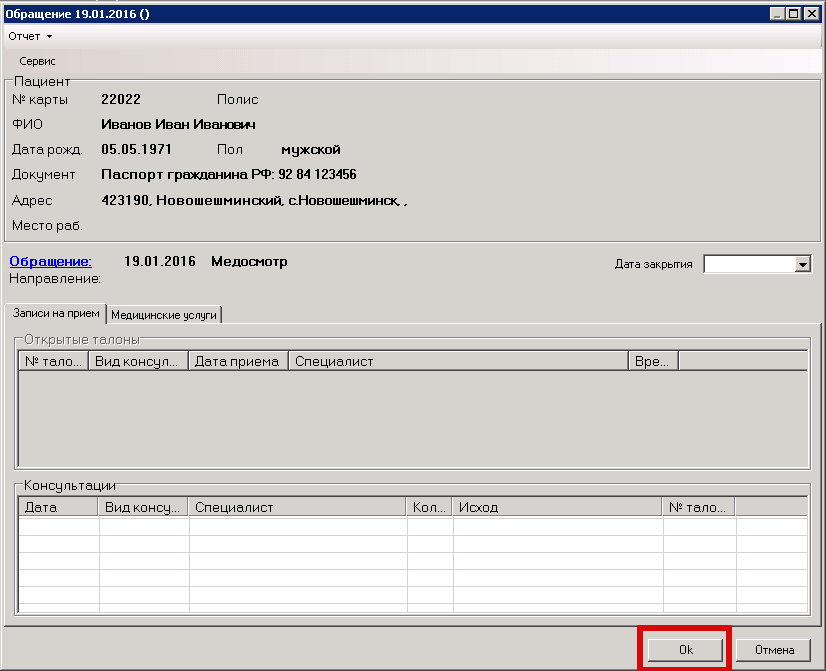 Обращение 19.01.2016 ()
Отчет
Сервис
Пациент
№ карты 22022 Полис
ФИО Иванов Иван Иванович
Дата рожд. 05.05.1971 Пол мужской
Документ Паспорт гражданина РФ: 92 84 123456
Адрес 423190, Новошешминский, с.Новошешминск, ,
Место раб.
Обращение: 19.01.2016 Медосмотр Дата закрытия
Направление:
Записи на прием Медицинские услуги
Открытые талоны
№ тало... Вид консул... Дата приема Специалист Вре...
Консультации
Дата Вид консу... Специалист Кол... Исход № тало...
Ok Отмена